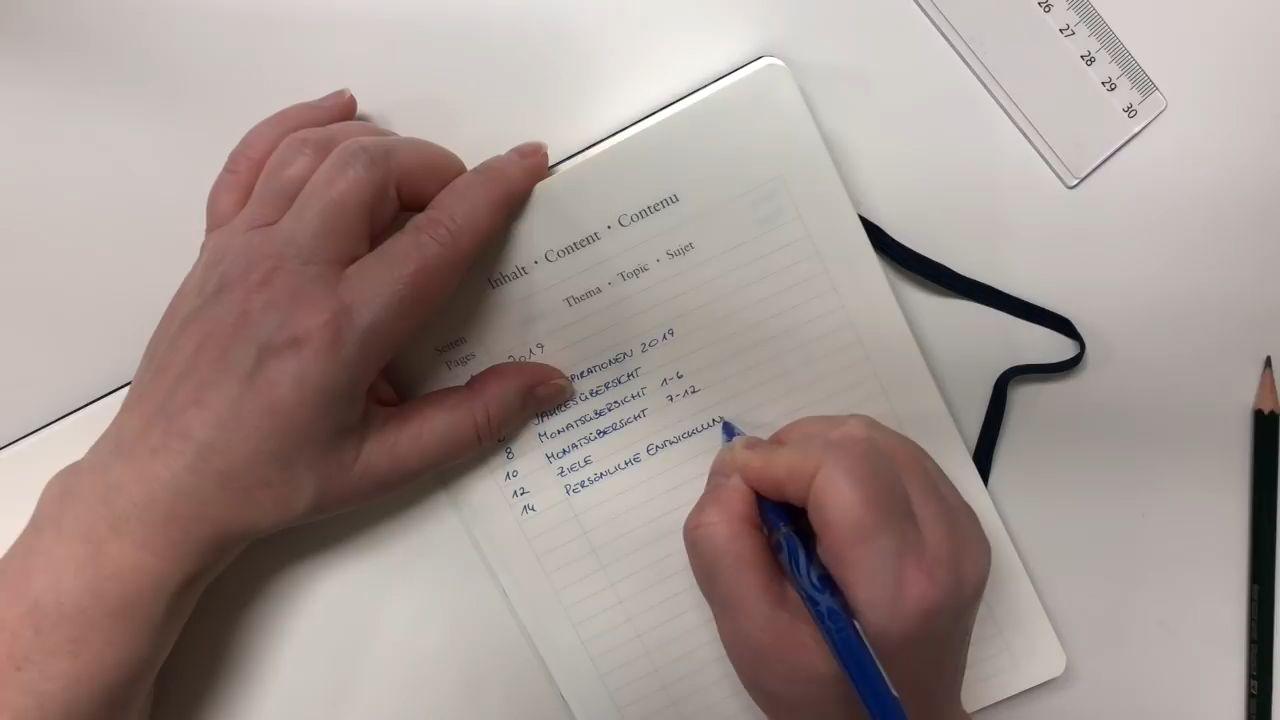 Inhalt · Content · Contenu
Seiten
Pages
Thema · Topic · Sujet
2019
PIRATIONEN 2019
JAHRESÜBERSICHT
8 MONATSÜBERSICHT 1-6
10 MONATSÜBERSICHT 7-12
12 ZIELE
14 PERSÖNLICHE ENTWICKLUN
26
27
28
29
30